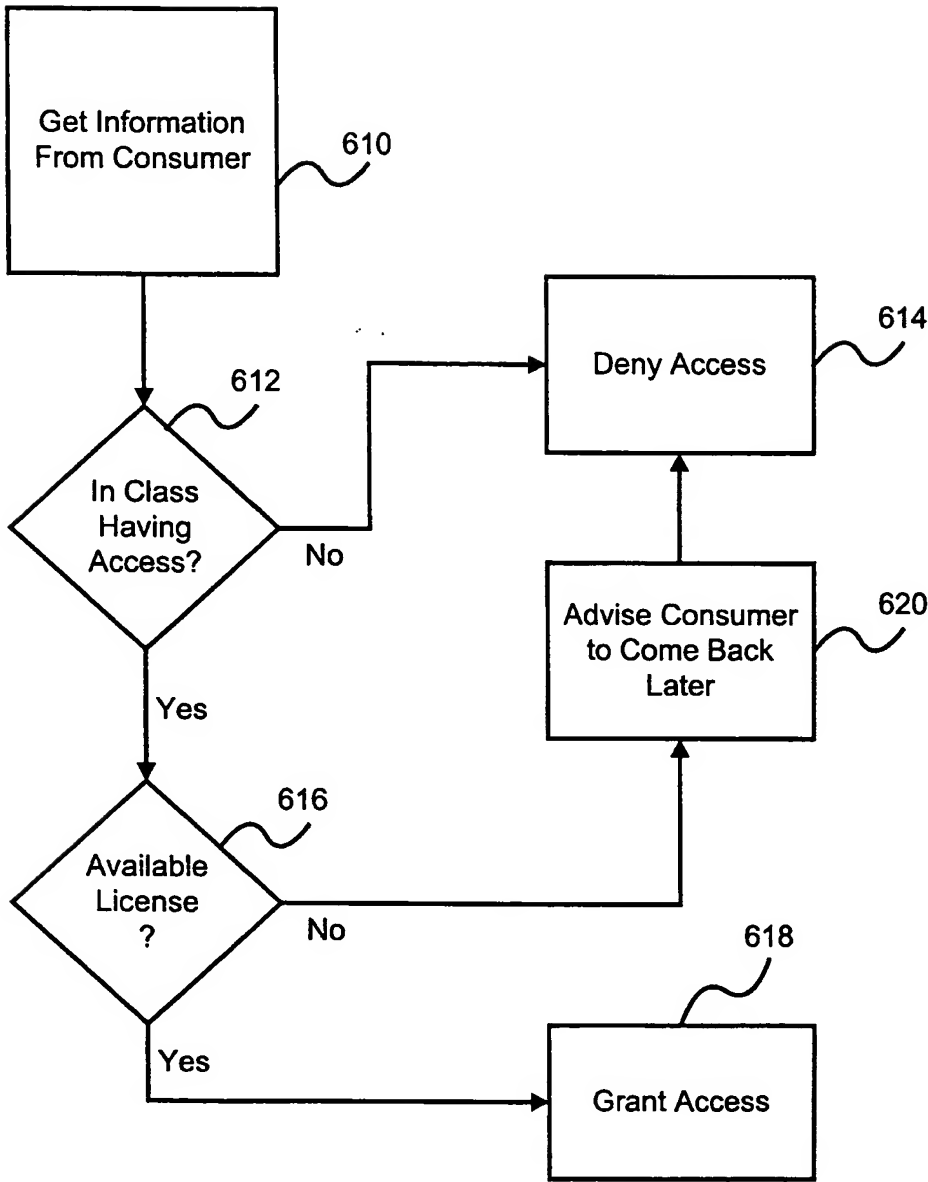 Get Information
From Consumer
610
612
In Class
Having
Access?
No
Yes
614
Deny Access
620
Advise Consumer
to Come Back
Later
616
Available
License
?
No
Yes
618
Grant Access